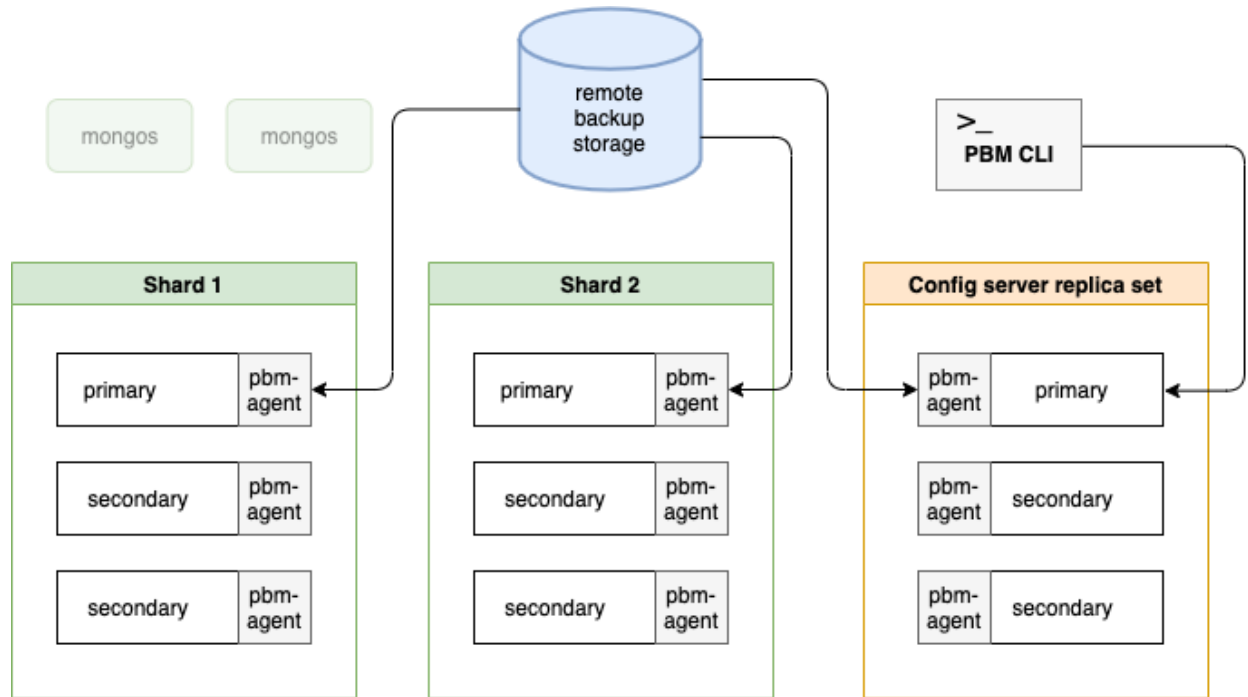 remote
backup
storage
mongos
mongos
>_
PBM CLI
Shard 1
primary
pbm-
agent
secondary
pbm-
agent
secondary
pbm-
agent
Shard 2
primary
pbm-
agent
secondary
pbm-
agent
secondary
pbm-
agent
Config server replica set
pbm-
agent
primary
pbm-
agent
secondary
pbm-
agent
secondary